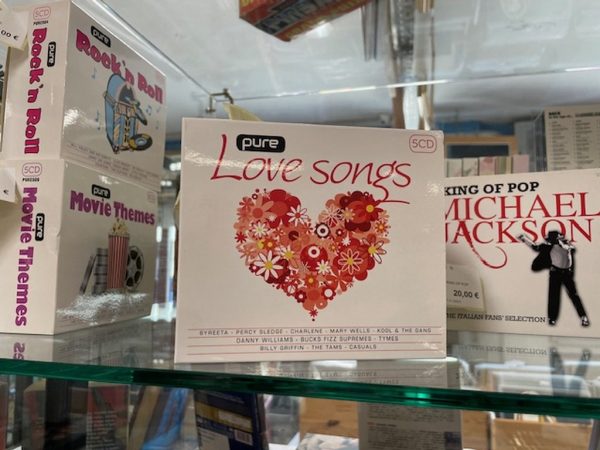 5CD
pure
Rock'n Roll
00 €
pure
Rock'n Roll
5CD
pure
Movie Themes
pure
Movie Themes
pure
5CD
Love songs
SYREETA - PERCY SLEDGE - CHARLENE - MARY WELLS - KOOL & THE GANG
DANNY WILLIAMS - BUCKS FIZZ SUPREMES - TYMES
BILLY GRIFFIN - THE TAMS - CASUALS
KING OF POP
MICHAEL
JACKSON
20,00 €
THE ITALIAN FANS' SELECTION